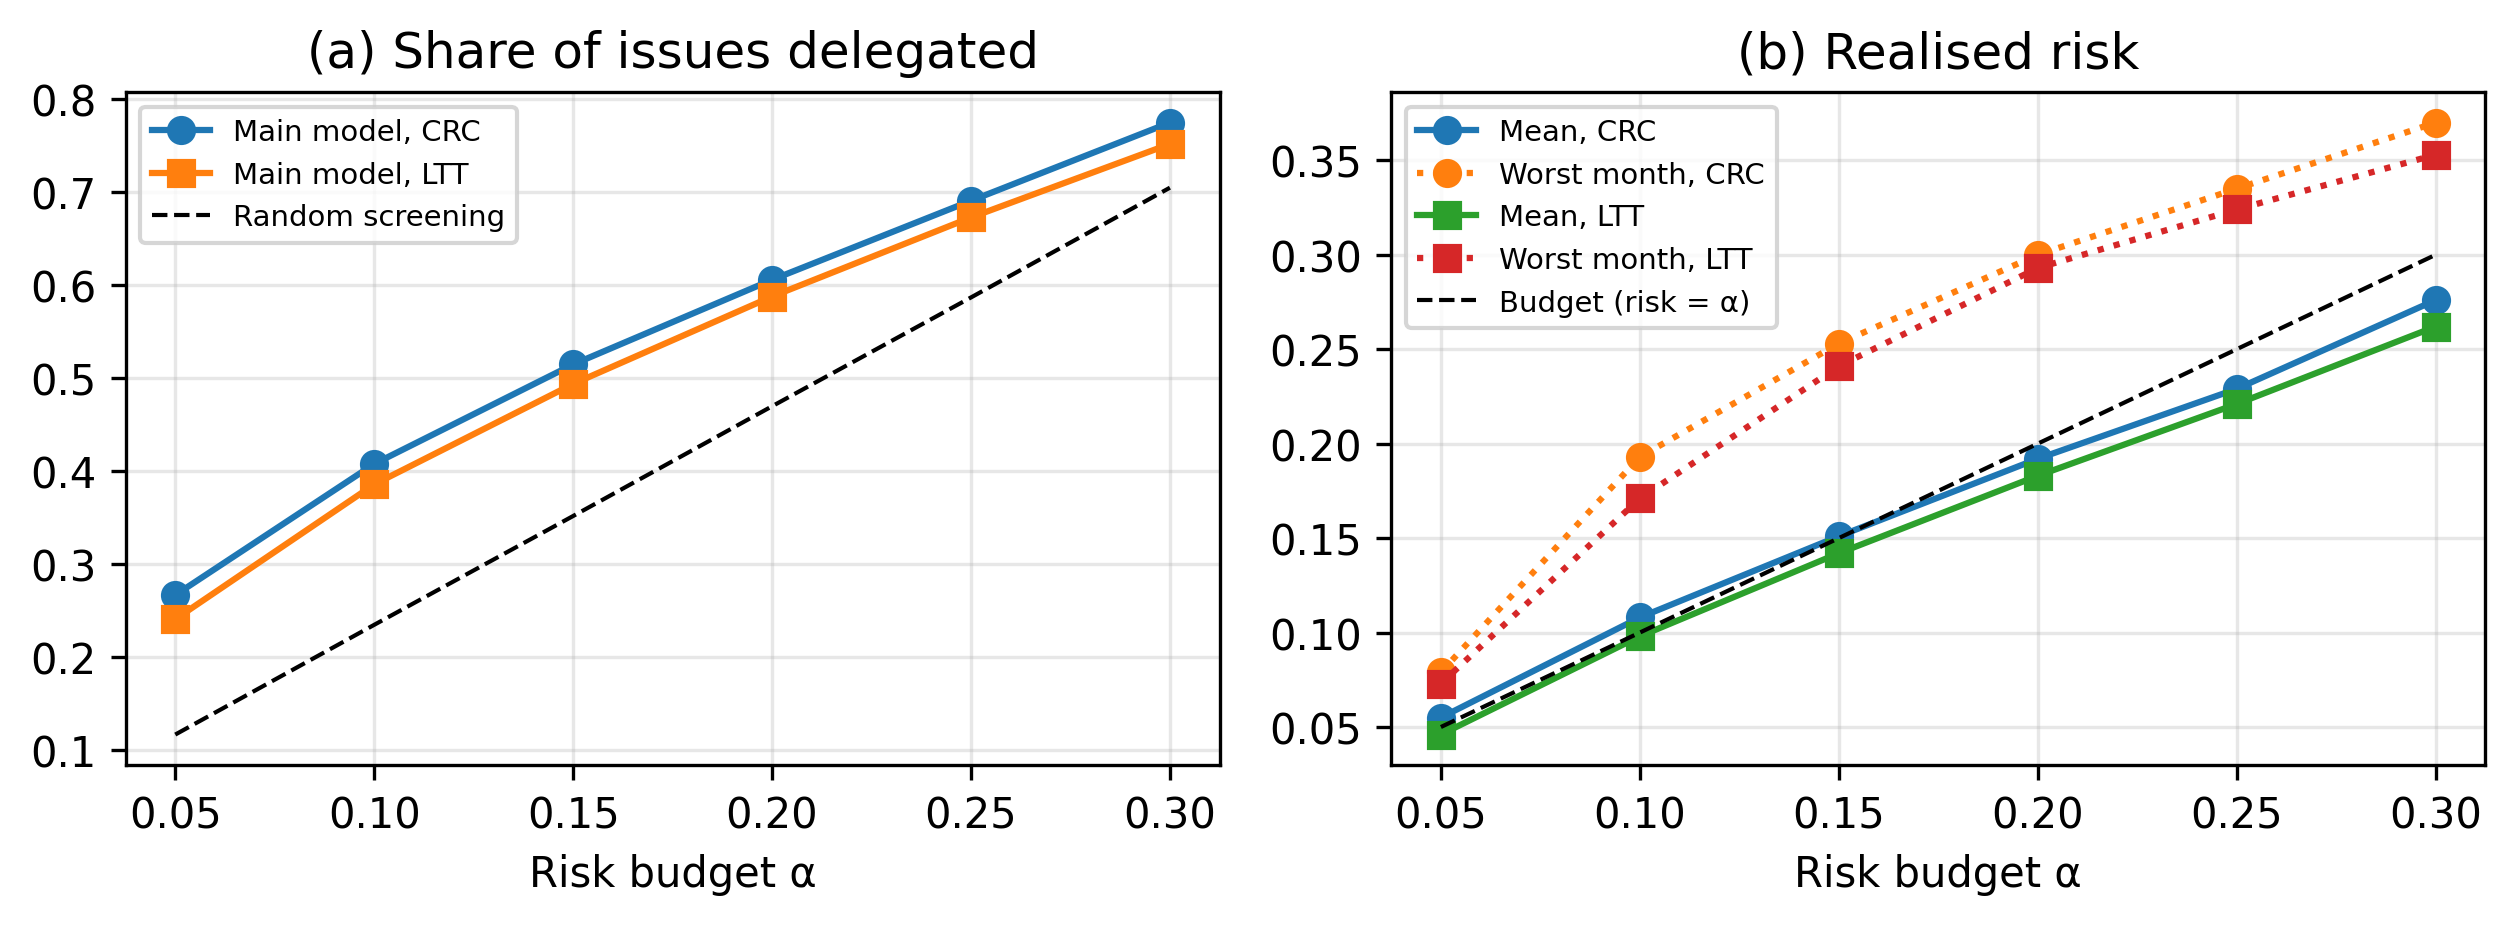 (a) Share of issues delegated
0.8
0.7
0.6
0.5
0.4
0.3
0.2
0.1
Main model, CRC
Main model, LTT
Random screening
0.05 0.10 0.15 0.20 0.25 0.30
Risk budget α
(b) Realised risk
0.35
0.30
0.25
0.20
0.15
0.10
0.05
Mean, CRC
Worst month, CRC
Mean, LTT
Worst month, LTT
Budget (risk = α)
0.05 0.10 0.15 0.20 0.25 0.30
Risk budget α